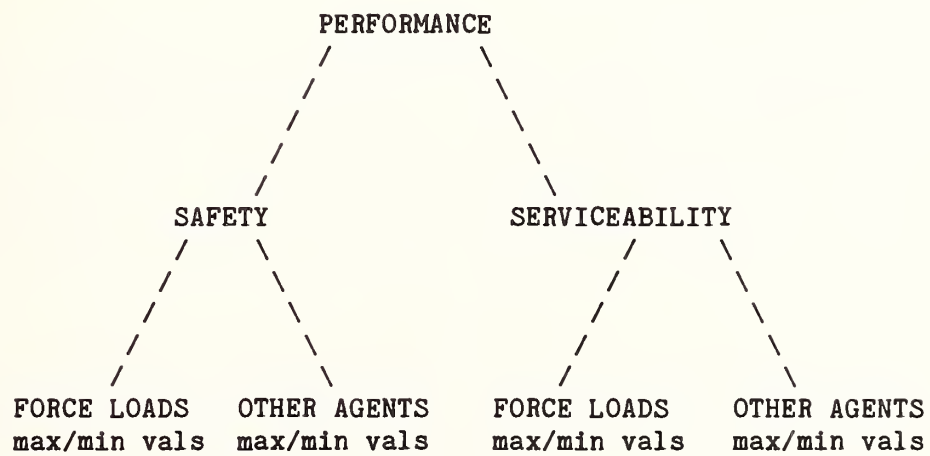 PERFORMANCE
SAFETY SERVICEABILITY
FORCE LOADS OTHER AGENTS FORCE LOADS OTHER AGENTS
max/min vals max/min vals max/min vals max/min vals